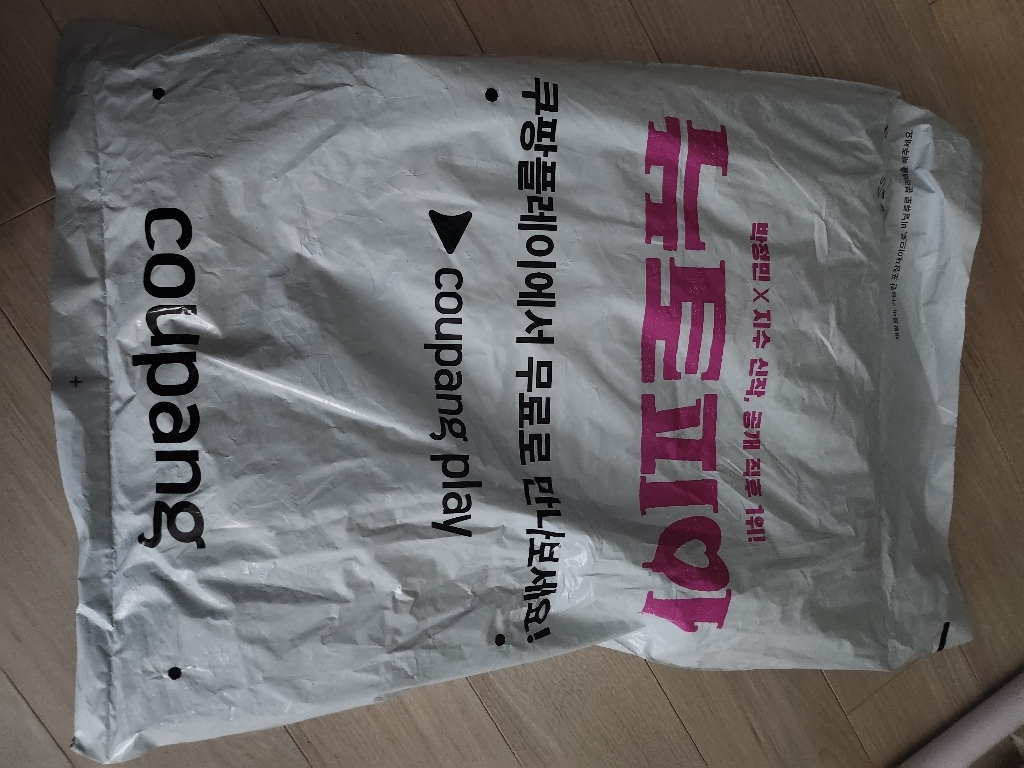 박정민 X 지수 신작, 공개 직후 1위!
뉴토피아
쿠팡플레이에서 무료로 만나보세요!
coupang play
coupang